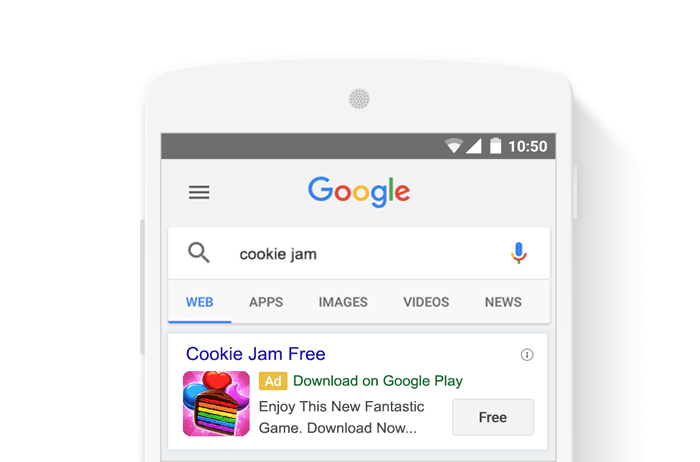 10:50
Google
cookie jam
WEB APPS IMAGES VIDEOS NEWS
Cookie Jam Free
Ad Download on Google Play
Enjoy This New Fantastic
Game. Download Now...
Free